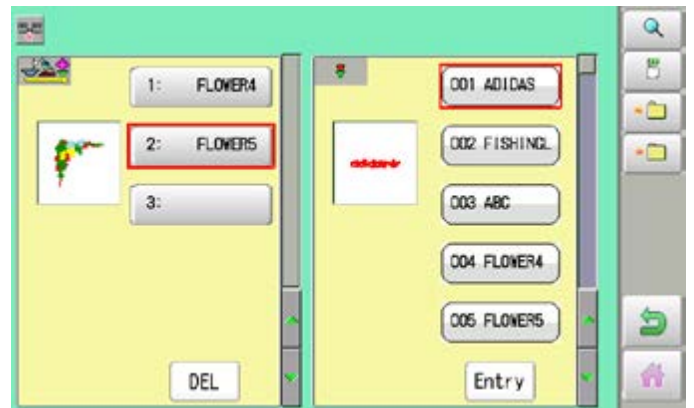 1: FLOWER4
2: FLOWER5
3:
DEL
001 ADIDAS
002 FISHINGL
003 ABC
004 FLOWER4
005 FLOWER5
Entry